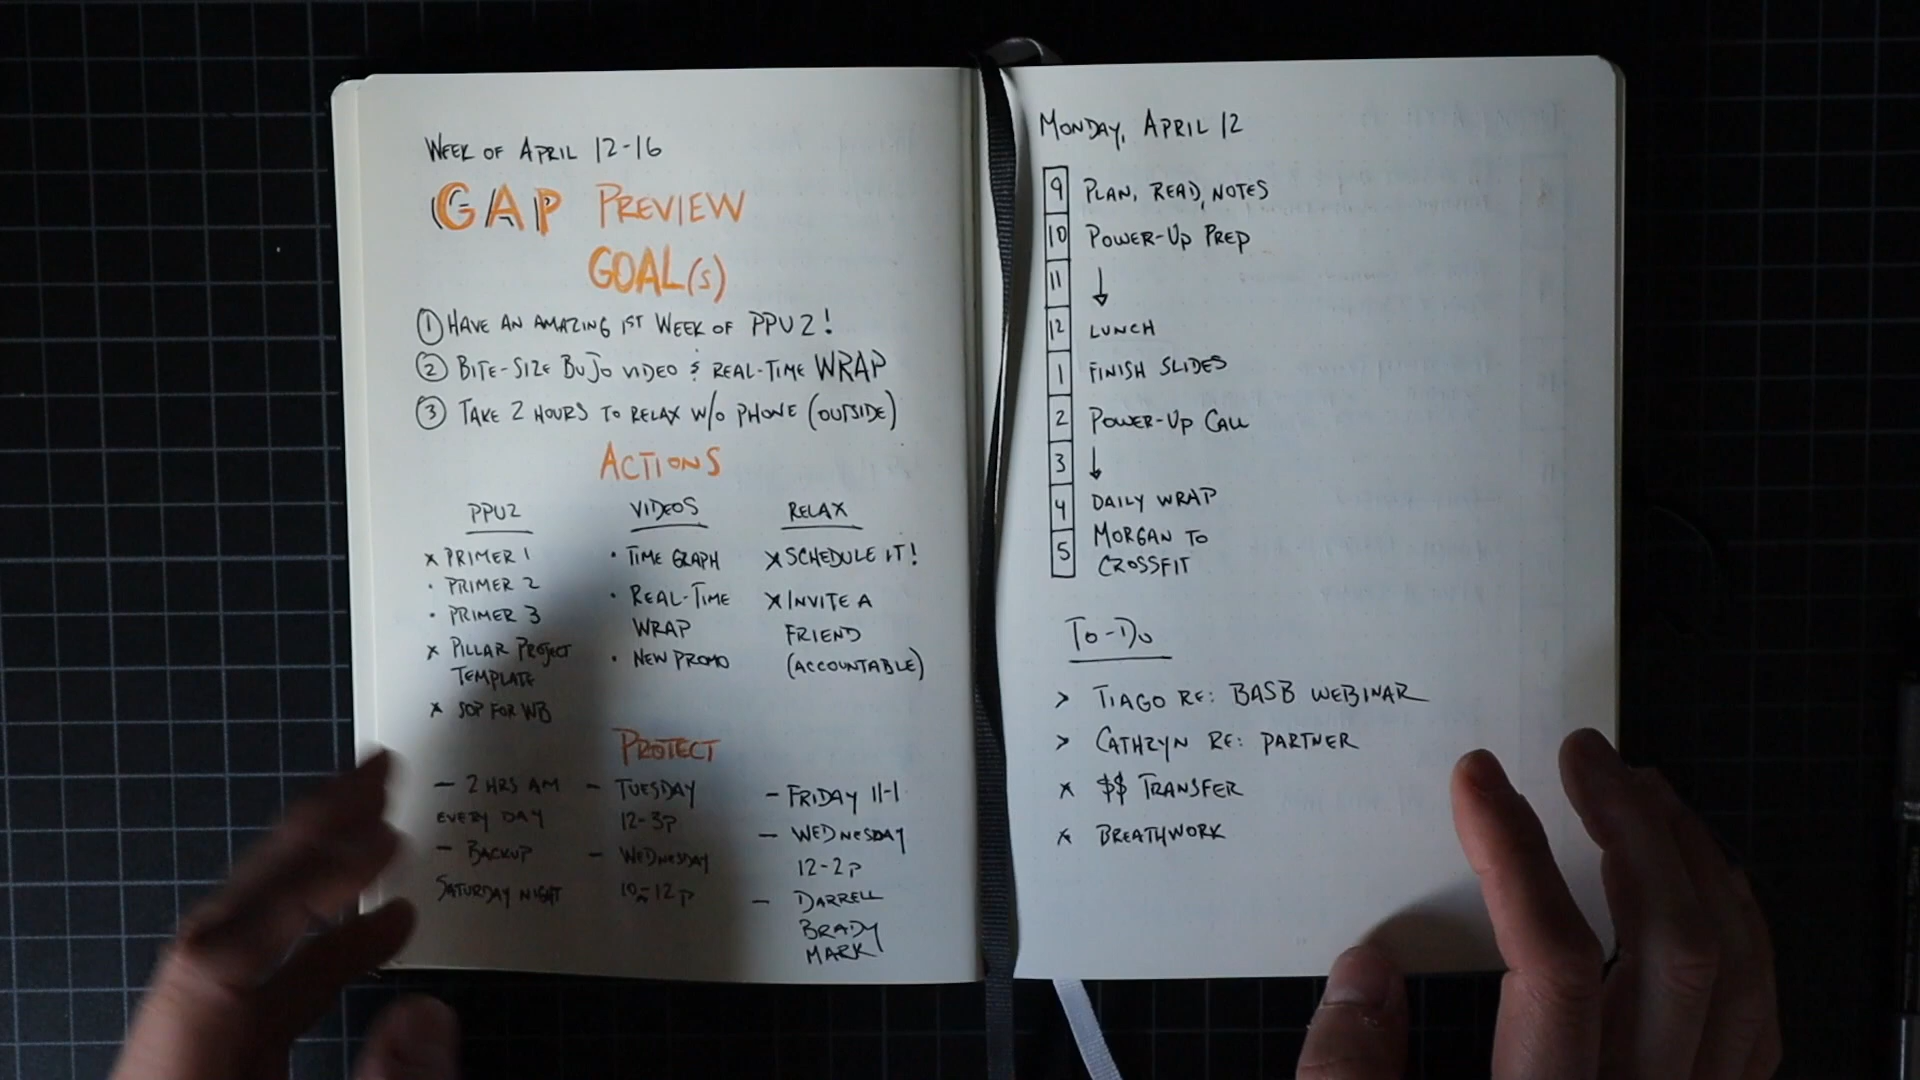 WEEK OF APRIL 12-16
GAP PREVIEW
GOAL(S)
① HAVE AN AMAZING 1ST WEEK OF PPU2!
② BITE-SIZE BUJO VIDEO & REAL-TIME WRAP
③ TAKE 2 HOURS TO RELAX W/O PHONE (OUTSIDE)
ACTIONS
PPU2
x PRIMER 1
· PRIMER 2
· PRIMER 3
x PILLAR PROJECT
TEMPLATE
x SOP FOR WB
VIDEOS
· TIME GRAPH
· REAL-TIME
WRAP
· NEW PROMO
RELAX
x SCHEDULE IT!
x INVITE A
FRIEND
(ACCOUNTABLE)
PROTECT
- 2 HRS AM
EVERY DAY
- BACKUP
SATURDAY NIGHT
- TUESDAY
12-3P
- WEDNESDAY
10-12P
- FRIDAY 11-1
- WEDNESDAY
12-2P
- DARRELL
BRADY
MARK
MONDAY, APRIL 12
9 PLAN, READ, NOTES
10 POWER-UP PREP
11 ↓
12 LUNCH
1 FINISH SLIDES
2 POWER-UP CALL
3 ↓
4 DAILY WRAP
5 MORGAN TO
CROSSFIT
TO-DO
> TIAGO RE: BASB WEBINAR
> CATHRYN RE: PARTNER
x $$ TRANSFER
x BREATHWORK